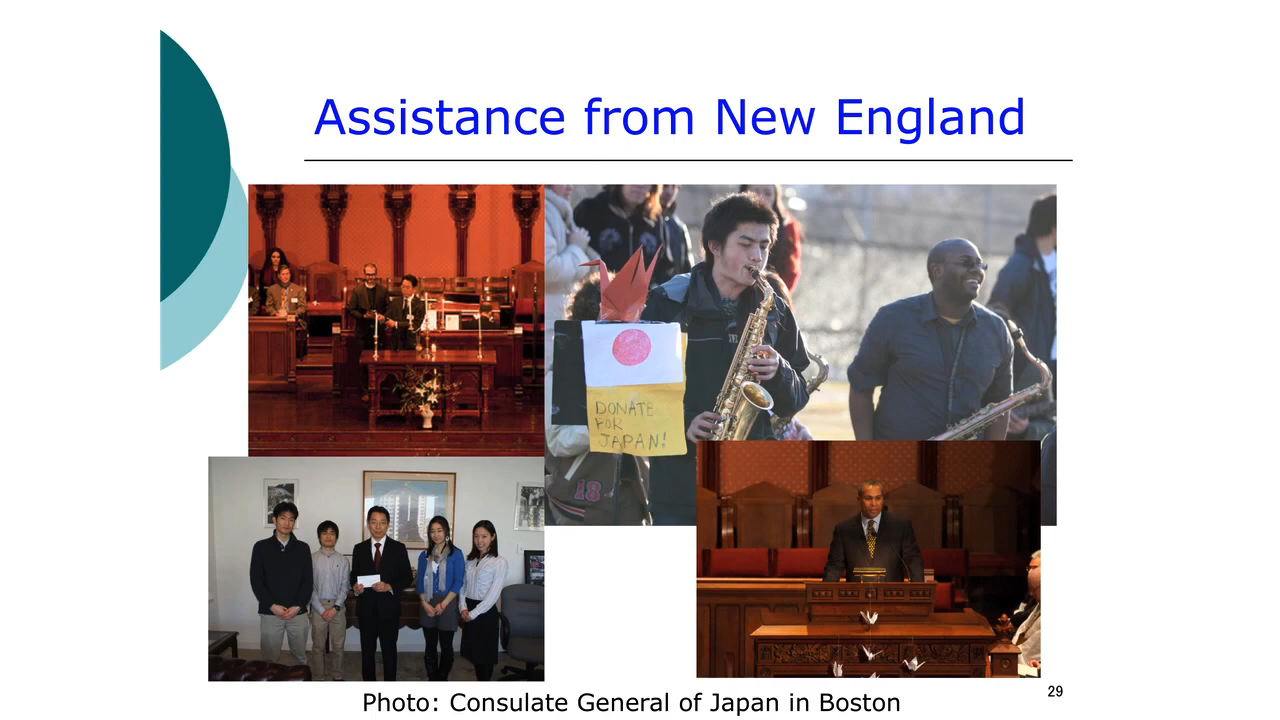 Assistance from New England
DONATE
FOR
JAPAN!
18
Photo: Consulate General of Japan in Boston
29